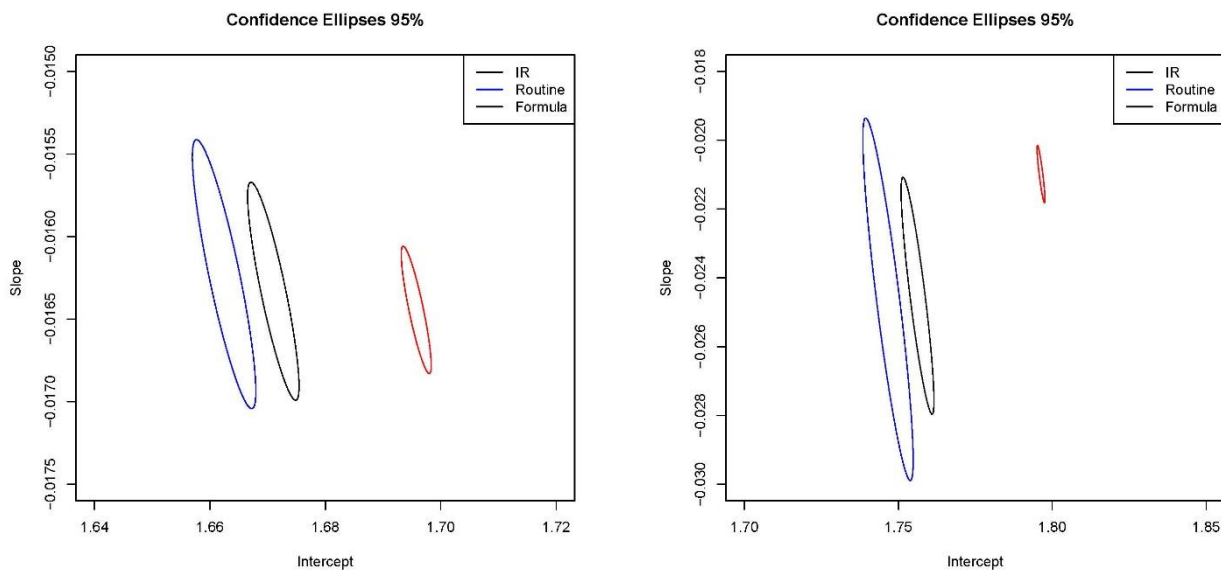 Confidence Ellipses 95%
IR
Routine
Formula
Slope
−0.0150
−0.0155
−0.0160
−0.0165
−0.0170
−0.0175
1.64 1.66 1.68 1.70 1.72
Intercept
Confidence Ellipses 95%
IR
Routine
Formula
Slope
−0.018
−0.020
−0.022
−0.024
−0.026
−0.028
−0.030
1.70 1.75 1.80 1.85
Intercept